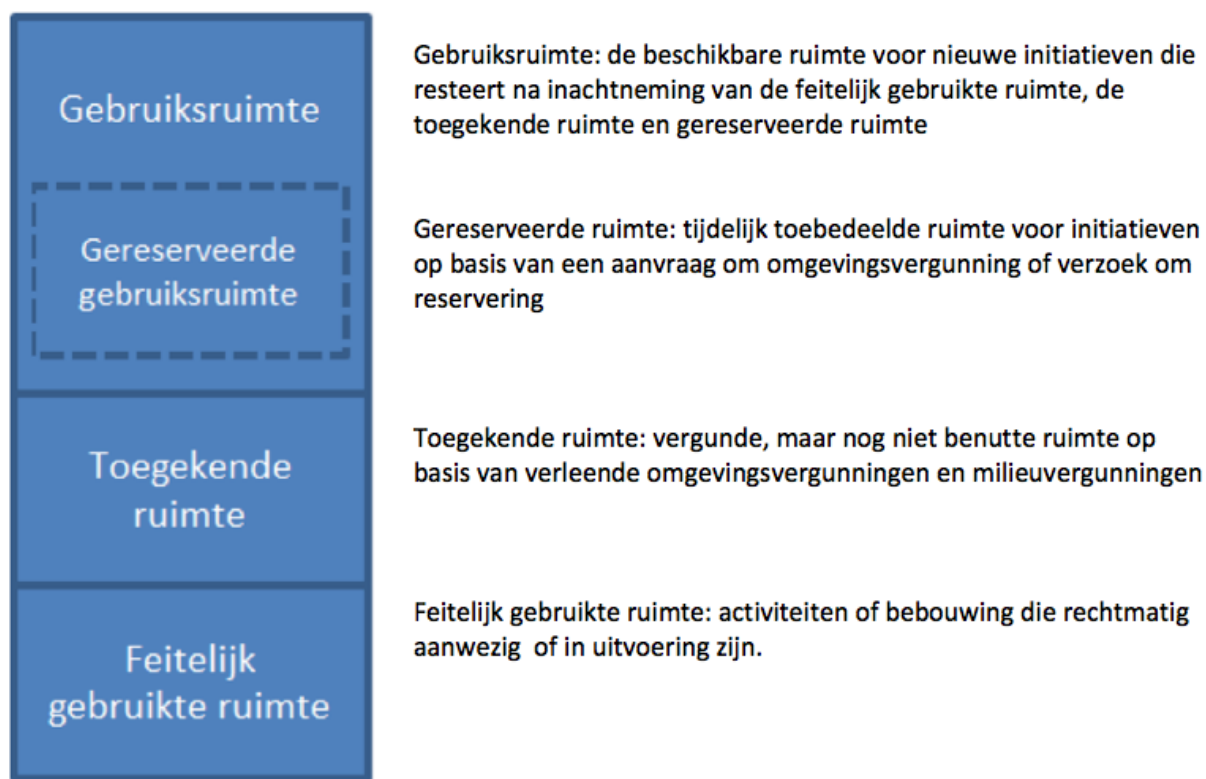 Gebruiksruimte
Gebruiksruimte: de beschikbare ruimte voor nieuwe initiatieven die
resteert na inachtneming van de feitelijk gebruikte ruimte, de
toegekende ruimte en gereserveerde ruimte
Gereserveerde
gebruiksruimte
Gereserveerde ruimte: tijdelijk toebedeelde ruimte voor initiatieven
op basis van een aanvraag om omgevingsvergunning of verzoek om
reservering
Toegekende
ruimte
Toegekende ruimte: vergunde, maar nog niet benutte ruimte op
basis van verleende omgevingsvergunningen en milieuvergunningen
Feitelijk
gebruikte ruimte
Feitelijk gebruikte ruimte: activiteiten of bebouwing die rechtmatig
aanwezig of in uitvoering zijn.